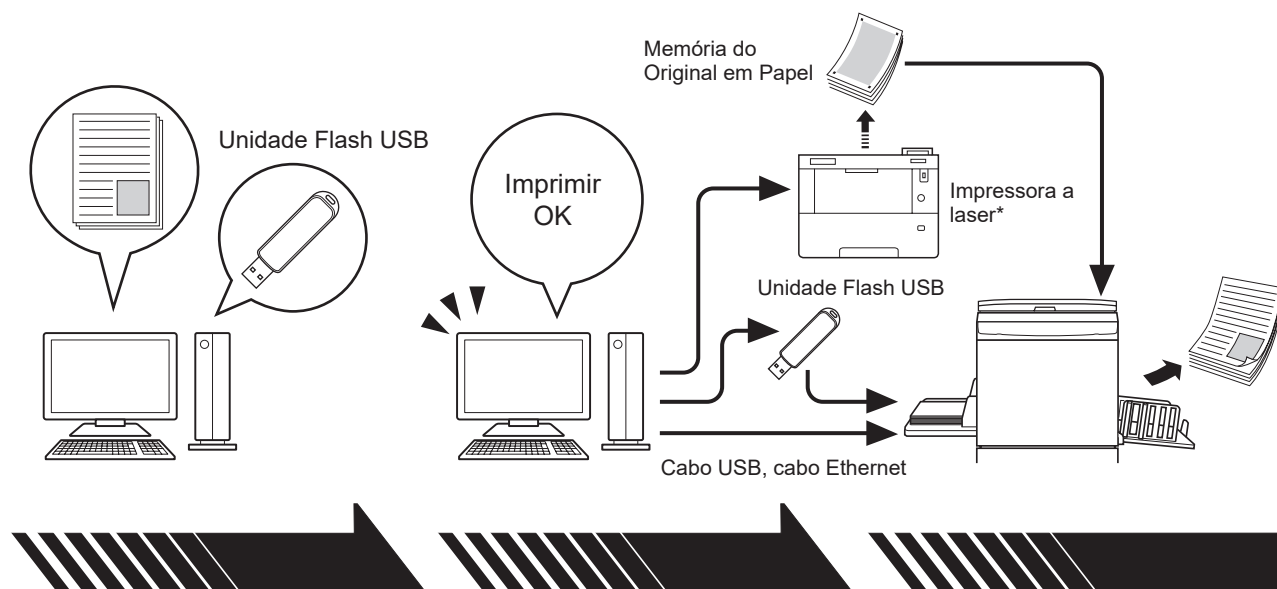 Memória do
Original em Papel
Unidade Flash USB
Imprimir
OK
Impressora a
laser*
Unidade Flash USB
Cabo USB, cabo Ethernet